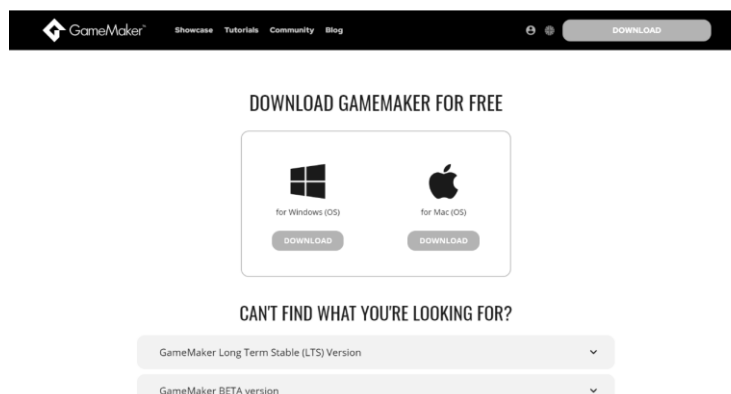 GameMaker™ Showcase Tutorials Community Blog DOWNLOAD
DOWNLOAD GAMEMAKER FOR FREE
for Windows (OS) for Mac (OS)
DOWNLOAD DOWNLOAD
CAN'T FIND WHAT YOU'RE LOOKING FOR?
GameMaker Long Term Stable (LTS) Version
GameMaker BETA version